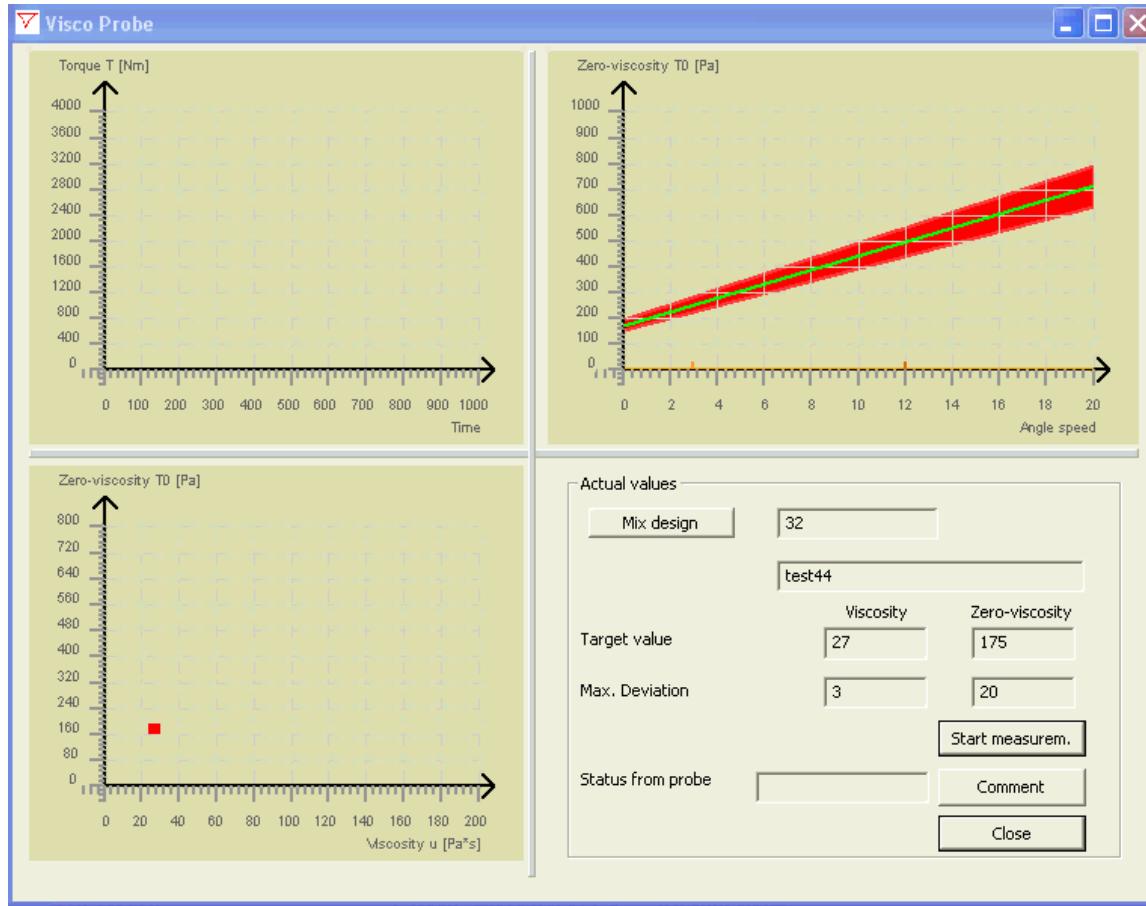 Visco Probe
Torque T [Nm]
4000
3600
3200
2800
2400
2000
1600
1200
800
400
0
0 100 200 300 400 500 600 700 800 900 1000
Time
Zero-viscosity T0 [Pa]
1000
900
800
700
600
500
400
300
200
100
0
0 2 4 6 8 10 12 14 16 18 20
Angle speed
Zero-viscosity T0 [Pa]
800
720
640
560
480
400
320
240
160
80
0
0 20 40 60 80 100 120 140 160 180 200
Viscosity u [Pa*s]
Actual values
Mix design 32
test44
Viscosity Zero-viscosity
Target value 27 175
Max. Deviation 3 20
Start measurem.
Status from probe Comment
Close